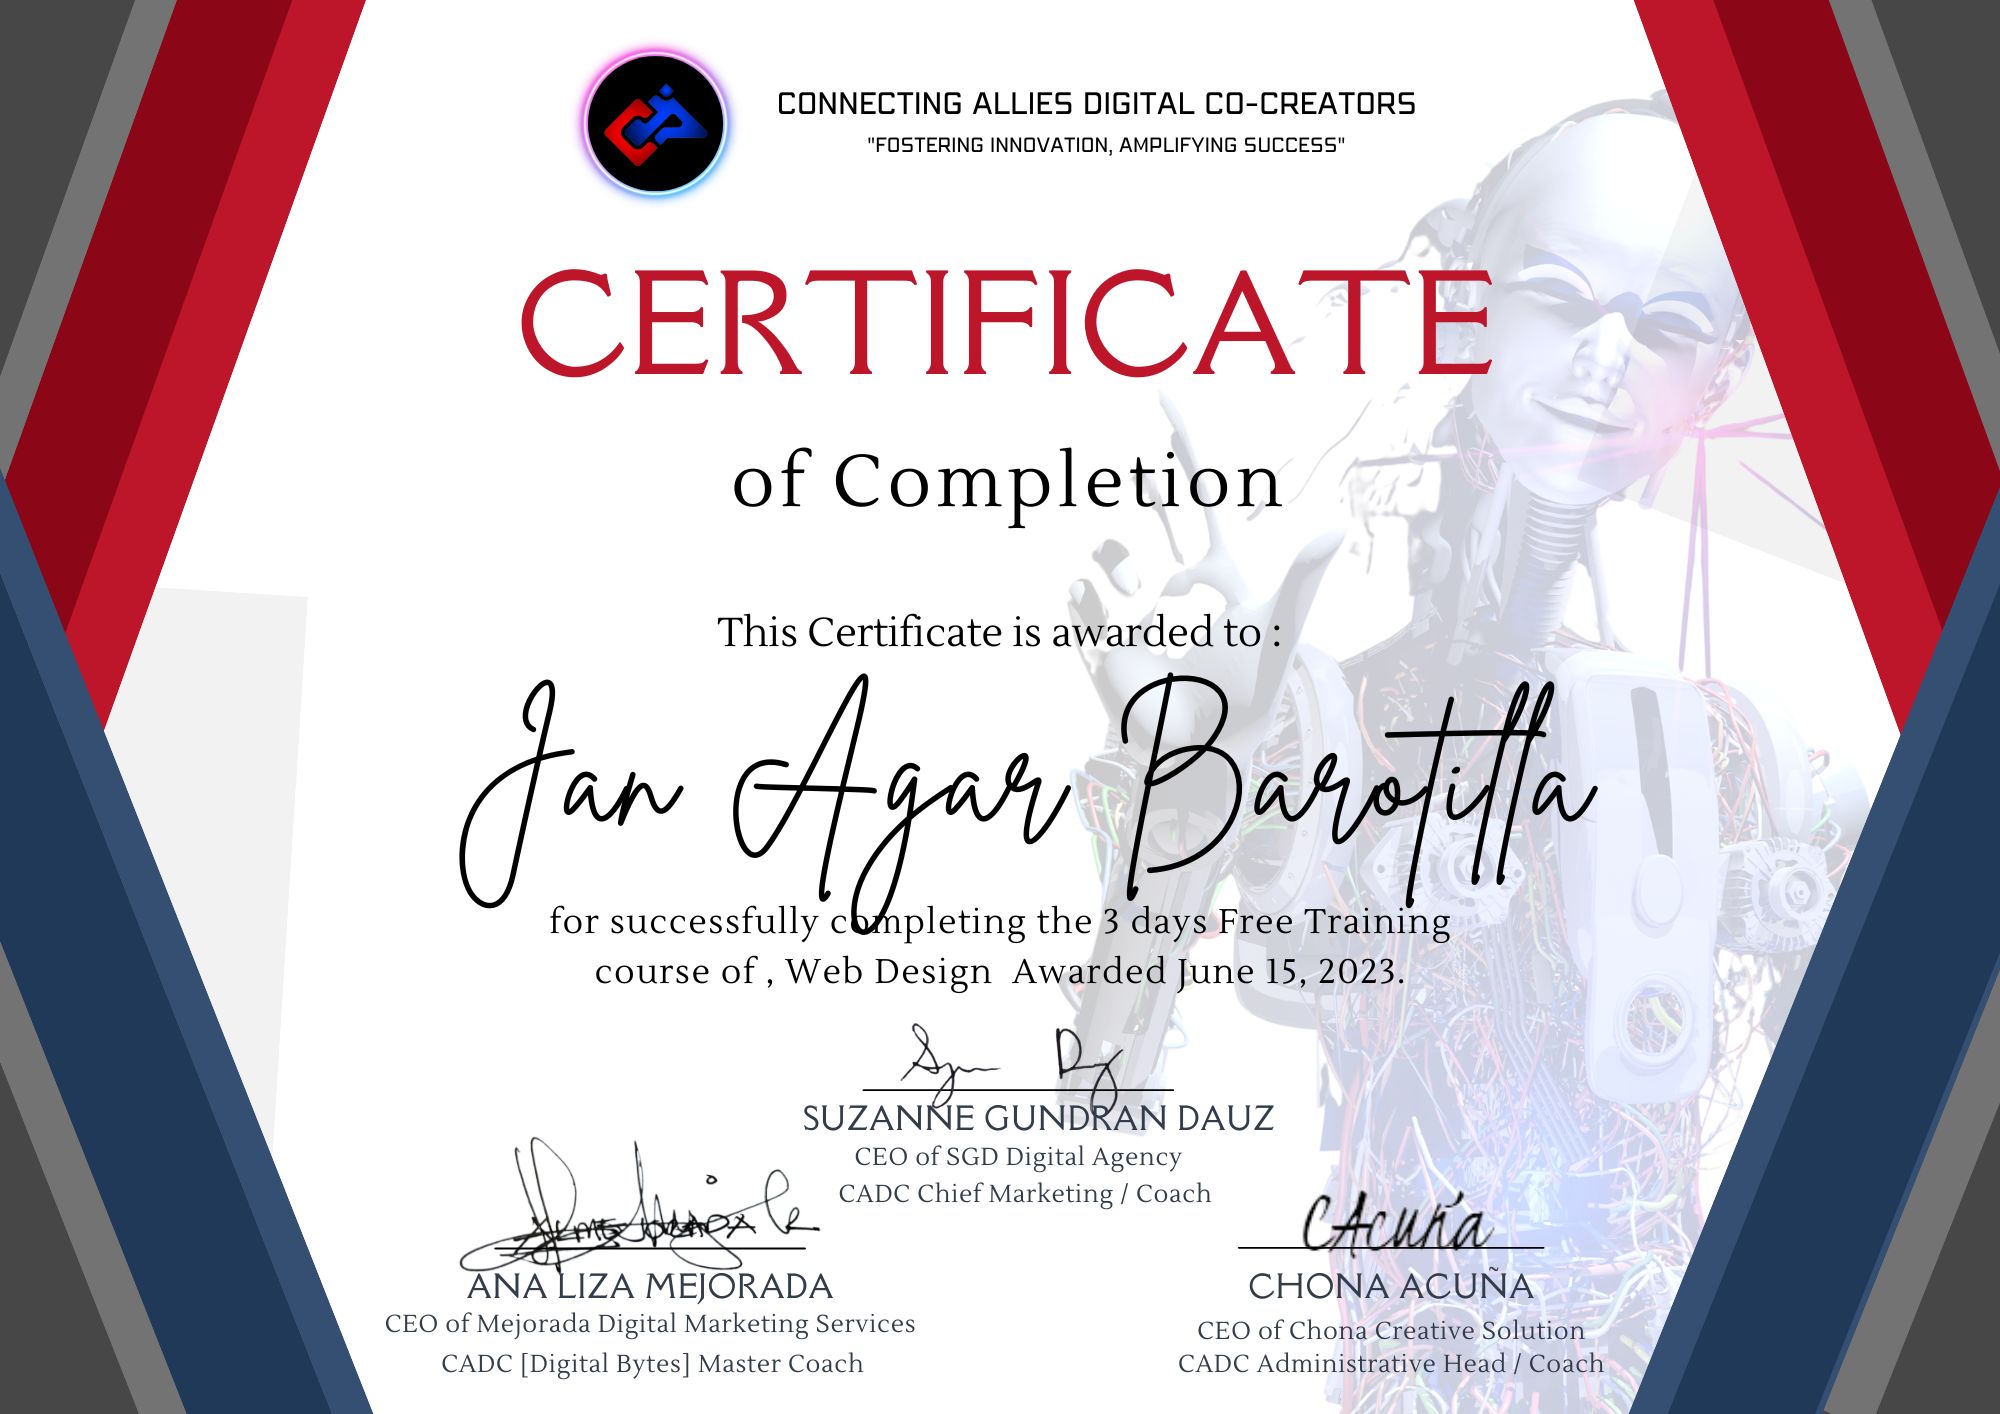 CONNECTING ALLIES DIGITAL CO-CREATORS
"FOSTERING INNOVATION, AMPLIFYING SUCCESS"
CERTIFICATE
of Completion
This Certificate is awarded to :
Jan Agar Barotilla
for successfully completing the 3 days Free Training
course of , Web Design  Awarded June 15, 2023.
SUZANNE GUNDRAN DAUZ
CEO of SGD Digital Agency
CADC Chief Marketing / Coach
ANA LIZA MEJORADA
CEO of Mejorada Digital Marketing Services
CADC [Digital Bytes] Master Coach
CAcuña
CHONA ACUÑA
CEO of Chona Creative Solution
CADC Administrative Head / Coach